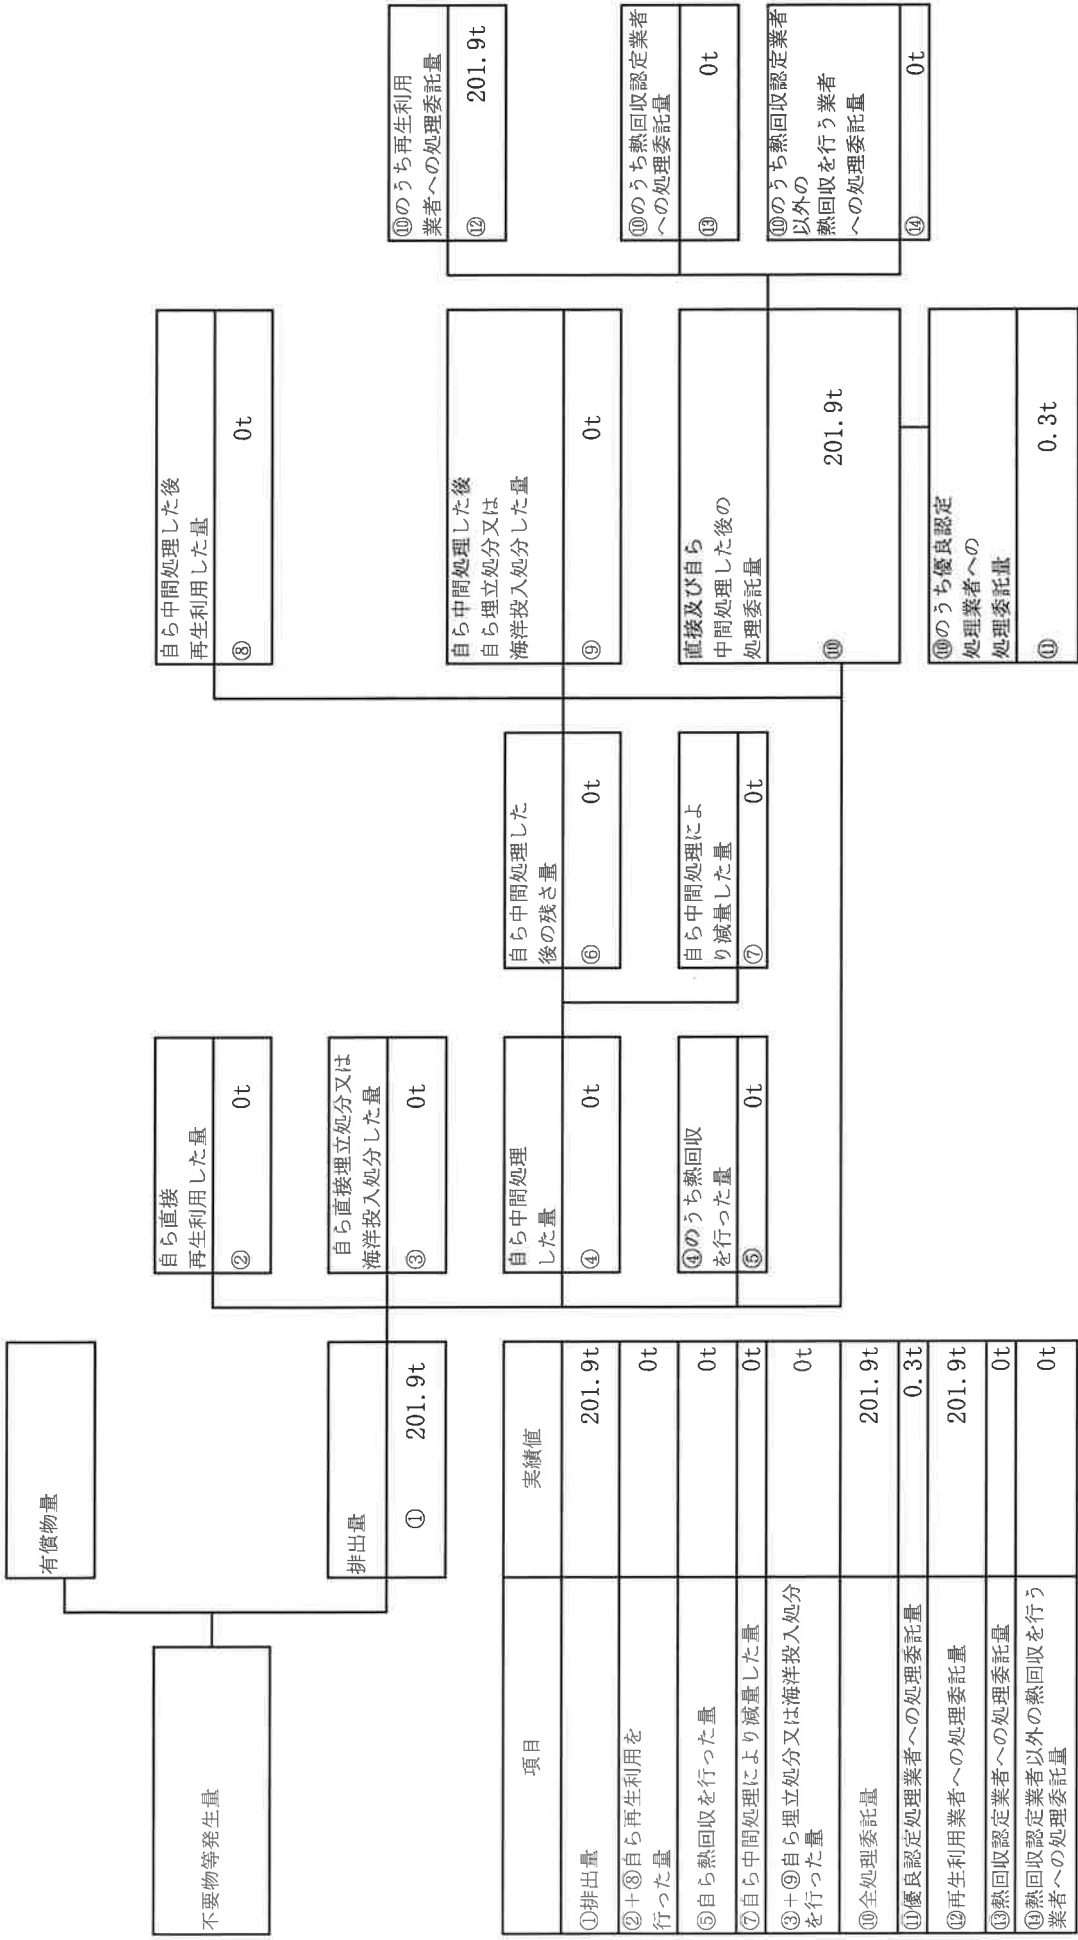 有償物量
不要物等発生量
排出量
① 201.9t
自ら直接
再生利用した量
② 0t
自ら直接埋立処分又は
海洋投入処分した量
③ 0t
自ら中間処理
した量
④ 0t
④のうち熱回収
を行った量
⑤ 0t
自ら中間処理した
後の残さ量
⑥ 0t
自ら中間処理によ
り減量した量
⑦ 0t
自ら中間処理した後
再生利用した量
⑧ 0t
自ら中間処理した後
自ら埋立処分又は
海洋投入処分した量
⑨ 0t
直接及び自ら
中間処理した後の
処理委託量
⑩ 201.9t
⑩のうち優良認定
処理業者への
処理委託量
⑪ 0.3t
⑩のうち再生利用
業者への処理委託量
⑫ 201.9t
⑩のうち熱回収認定業者
への処理委託量
⑬ 0t
⑩のうち熱回収認定業者
以外の
熱回収を行う業者
への処理委託量
⑭ 0t
項目 実績値
①排出量 201.9t
②+⑧自ら再生利用を
行った量 0t
⑤自ら熱回収を行った量 0t
⑦自ら中間処理により減量した量 0t
③+⑨自ら埋立処分又は海洋投入処分
を行った量 0t
⑩全処理委託量 201.9t
⑪優良認定処理業者への処理委託量 0.3t
⑫再生利用業者への処理委託量 201.9t
⑬熱回収認定業者への処理委託量 0t
⑭熱回収認定業者以外の熱回収を行う
業者への処理委託量 0t